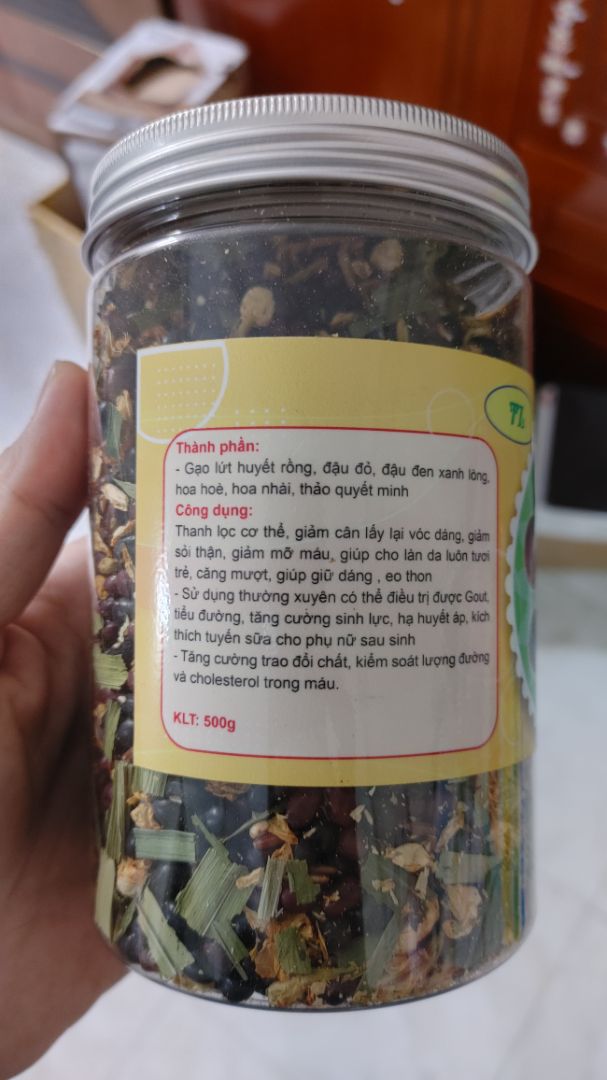 Thành phần:
- Gạo lứt huyết rồng, đậu đỏ, đậu đen xanh lòng,
hoa hoè, hoa nhài, thảo quyết minh
Công dụng:
Thanh lọc cơ thể, giảm cân lấy lại vóc dáng, giảm
sỏi thận, giảm mỡ máu, giúp cho làn da luôn tươi
trẻ, căng mượt, giúp giữ dáng , eo thon
- Sử dụng thường xuyên có thể điều trị được Gout,
tiểu đường, tăng cường sinh lực, hạ huyết áp, kích
thích tuyến sữa cho phụ nữ sau sinh
- Tăng cường trao đổi chất, kiểm soát lượng đường
và cholesterol trong máu.
KLT: 500g